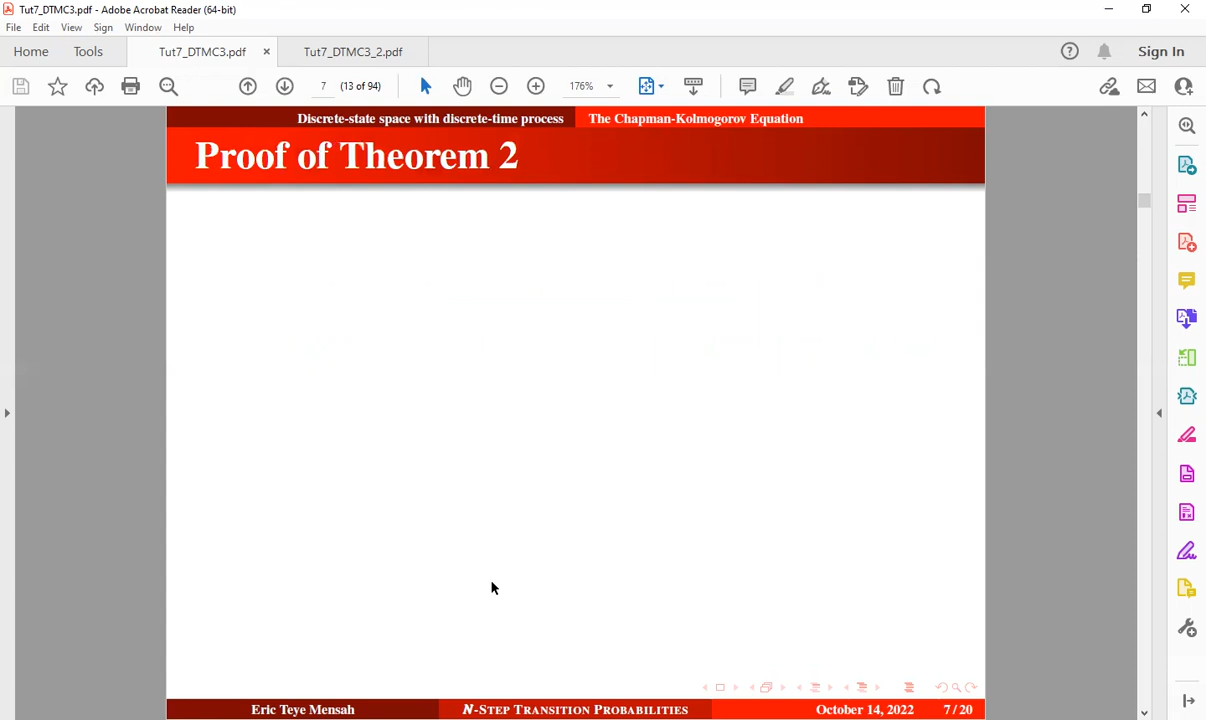 Tut7_DTMC3.pdf - Adobe Acrobat Reader (64-bit)
File Edit View Sign Window Help
Home Tools Tut7_DTMC3.pdf × Tut7_DTMC3_2.pdf Sign In
7 (13 of 94) 176%
Discrete-state space with discrete-time process The Chapman-Kolmogorov Equation
Proof of Theorem 2
Eric Teye Mensah N-STEP TRANSITION PROBABILITIES October 14, 2022 7 / 20